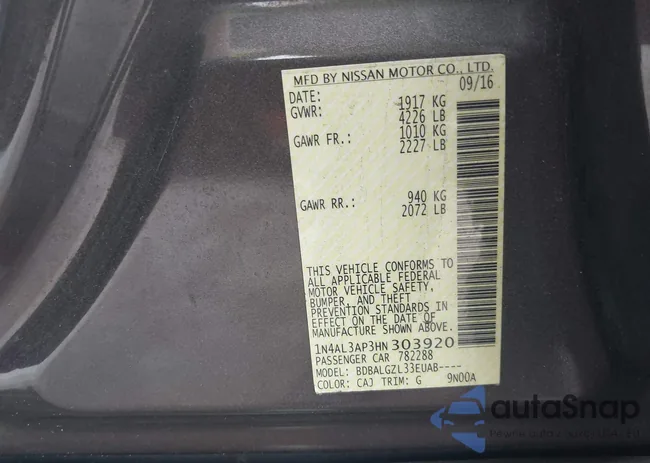 MFD BY NISSAN MOTOR CO., LTD.
DATE: 09/16
GVWR: 1917 KG
4226 LB
GAWR FR.: 1010 KG
2227 LB
GAWR RR.: 940 KG
2072 LB
THIS VEHICLE CONFORMS TO
ALL APPLICABLE FEDERAL
MOTOR VEHICLE SAFETY,
BUMPER, AND THEFT
PREVENTION STANDARDS IN
EFFECT ON THE DATE OF
MANUFACTURE SHOWN ABOVE.
1N4AL3AP3HN303920
PASSENGER CAR 782288
MODEL: BDBALGZL33EUAB----
COLOR: CAJ TRIM: G 9N00A
autaSnap